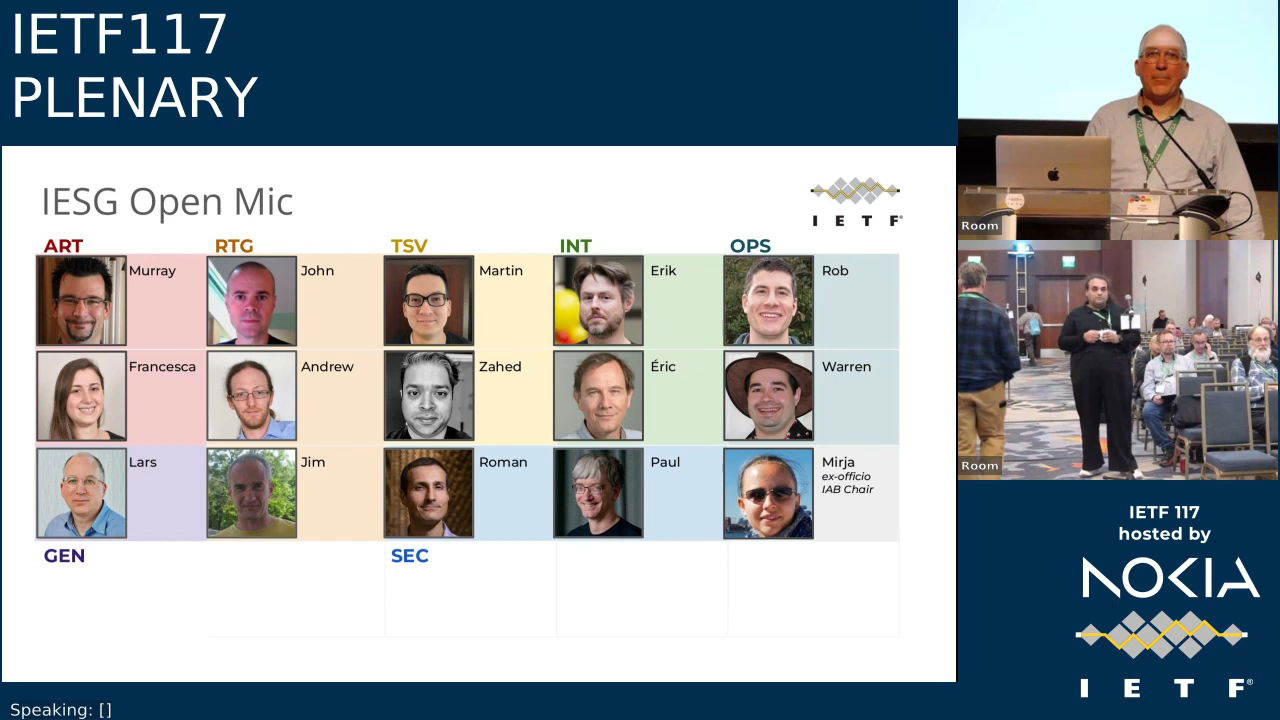 IETF117
PLENARY
IESG Open Mic
I E T F®
ART RTG TSV INT OPS
Murray John Martin Erik Rob
Francesca Andrew Zahed Éric Warren
Lars Jim Roman Paul Mirja
ex-officio
IAB Chair
GEN SEC
Room
Room
IETF 117
hosted by
NOKIA
I E T F®
Speaking: []